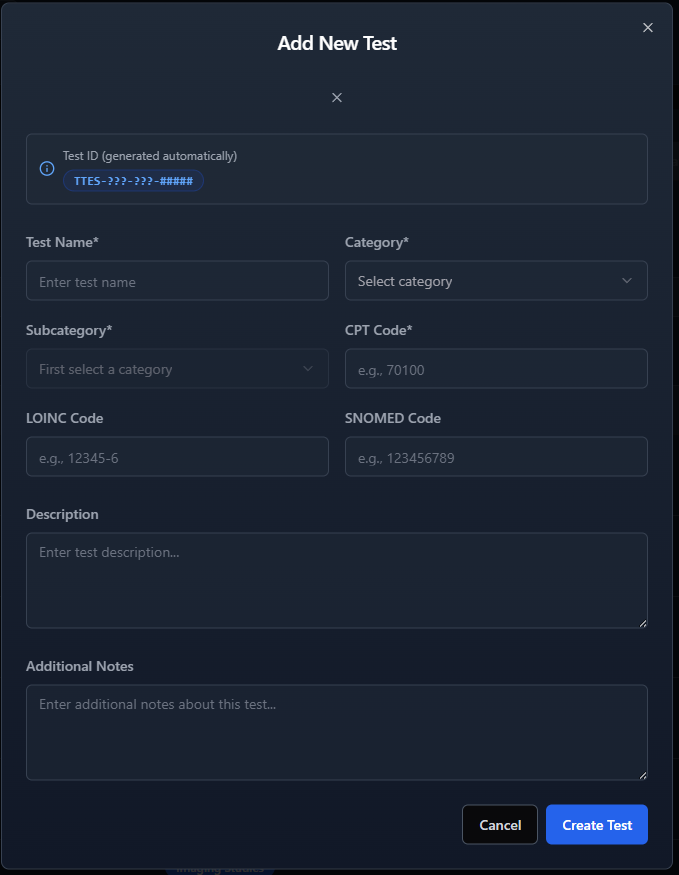 Add New Test
Test ID (generated automatically)
TTES-???-???-#####
Test Name*
Category*
Enter test name
Select category
Subcategory*
CPT Code*
First select a category
e.g., 70100
LOINC Code
SNOMED Code
e.g., 12345-6
e.g., 123456789
Description
Enter test description...
Additional Notes
Enter additional notes about this test...
Cancel
Create Test
Imaging Studies